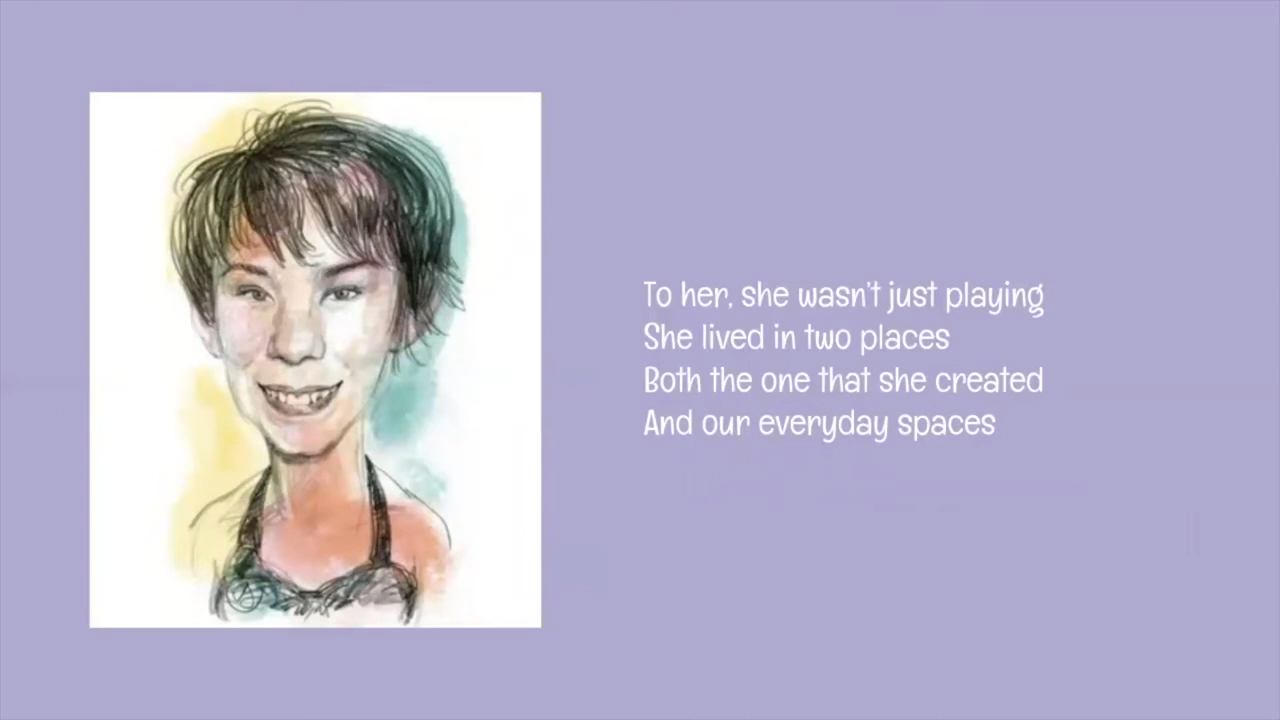 To her, she wasn't just playing
She lived in two places
Both the one that she created
And our everyday spaces